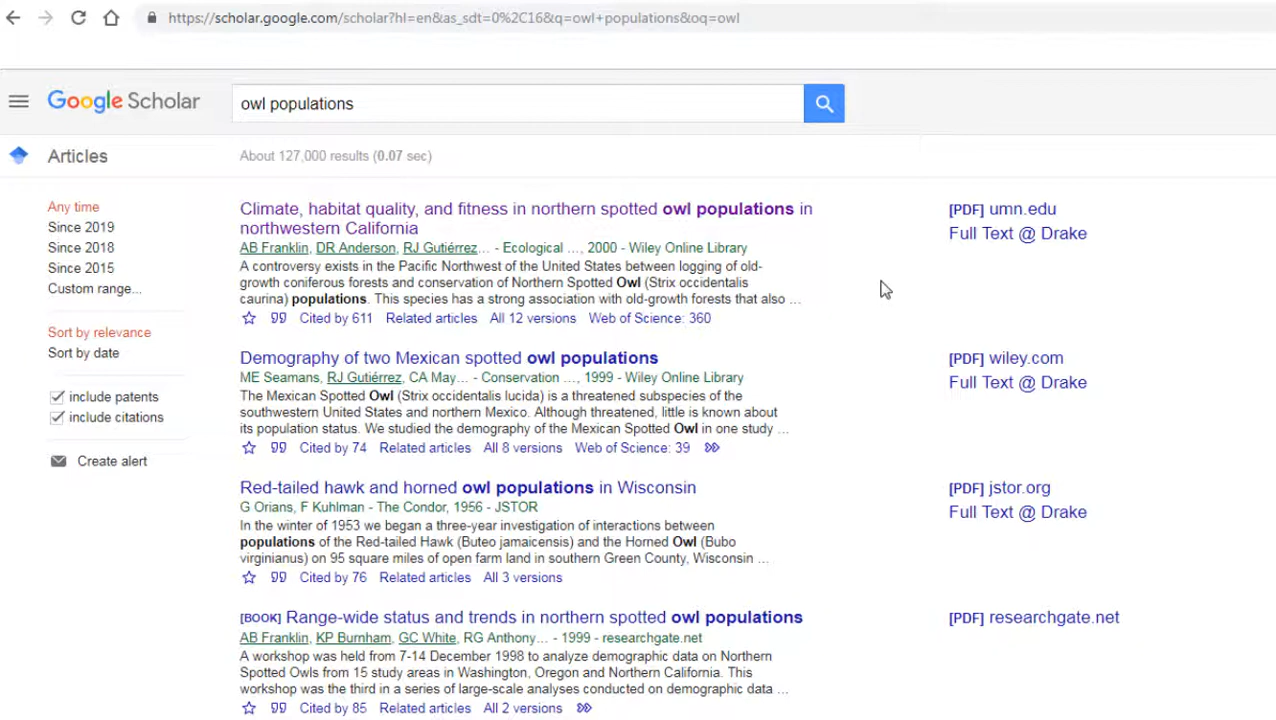 https://scholar.google.com/scholar?hl=en&as_sdt=0%2C16&q=owl+populations&oq=owl
Google Scholar
owl populations
Articles
About 127,000 results (0.07 sec)
Any time
Since 2019
Since 2018
Since 2015
Custom range...
Sort by relevance
Sort by date
include patents
include citations
Create alert
Climate, habitat quality, and fitness in northern spotted owl populations in
northwestern California
AB Franklin, DR Anderson, RJ Gutiérrez… - Ecological …, 2000 - Wiley Online Library
A controversy exists in the Pacific Northwest of the United States between logging of old-
growth coniferous forests and conservation of Northern Spotted Owl (Strix occidentalis
caurina) populations. This species has a strong association with old-growth forests that also …
Cited by 611 Related articles All 12 versions Web of Science: 360
[PDF] umn.edu
Full Text @ Drake
Demography of two Mexican spotted owl populations
ME Seamans, RJ Gutiérrez, CA May… - Conservation …, 1999 - Wiley Online Library
The Mexican Spotted Owl (Strix occidentalis lucida) is a threatened subspecies of the
southwestern United States and northern Mexico. Although threatened, little is known about
its population status. We studied the demography of the Mexican Spotted Owl in one study …
Cited by 74 Related articles All 8 versions Web of Science: 39
[PDF] wiley.com
Full Text @ Drake
Red-tailed hawk and horned owl populations in Wisconsin
G Orians, F Kuhlman - The Condor, 1956 - JSTOR
In the winter of 1953 we began a three-year investigation of interactions between
populations of the Red-tailed Hawk (Buteo jamaicensis) and the Horned Owl (Bubo
virginianus) on 95 square miles of open farm land in southern Green County, Wisconsin …
Cited by 76 Related articles All 3 versions
[PDF] jstor.org
Full Text @ Drake
[BOOK] Range-wide status and trends in northern spotted owl populations
AB Franklin, KP Burnham, GC White, RG Anthony… - 1999 - researchgate.net
A workshop was held from 7-14 December 1998 to analyze demographic data on Northern
Spotted Owls from 15 study areas in Washington, Oregon and Northern California. This
workshop was the third in a series of large-scale analyses conducted on demographic data …
Cited by 85 Related articles All 2 versions
[PDF] researchgate.net